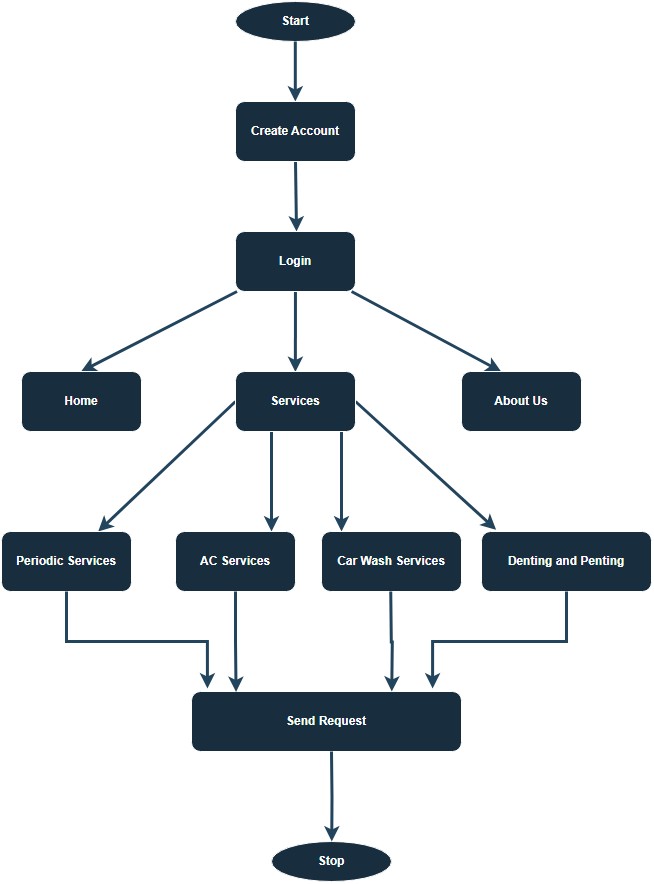 Start
Create Account
Login
Home
Services
About Us
Periodic Services
AC Services
Car Wash Services
Denting and Penting
Send Request
Stop